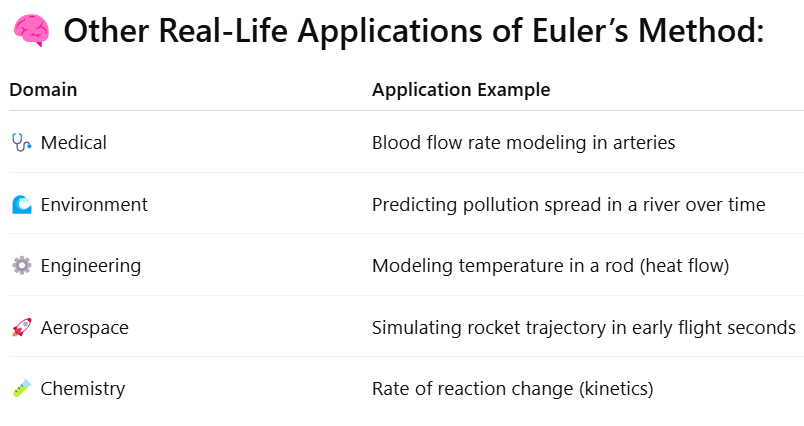 Other Real-Life Applications of Euler’s Method:
Domain Application Example
Medical Blood flow rate modeling in arteries
Environment Predicting pollution spread in a river over time
Engineering Modeling temperature in a rod (heat flow)
Aerospace Simulating rocket trajectory in early flight seconds
Chemistry Rate of reaction change (kinetics)